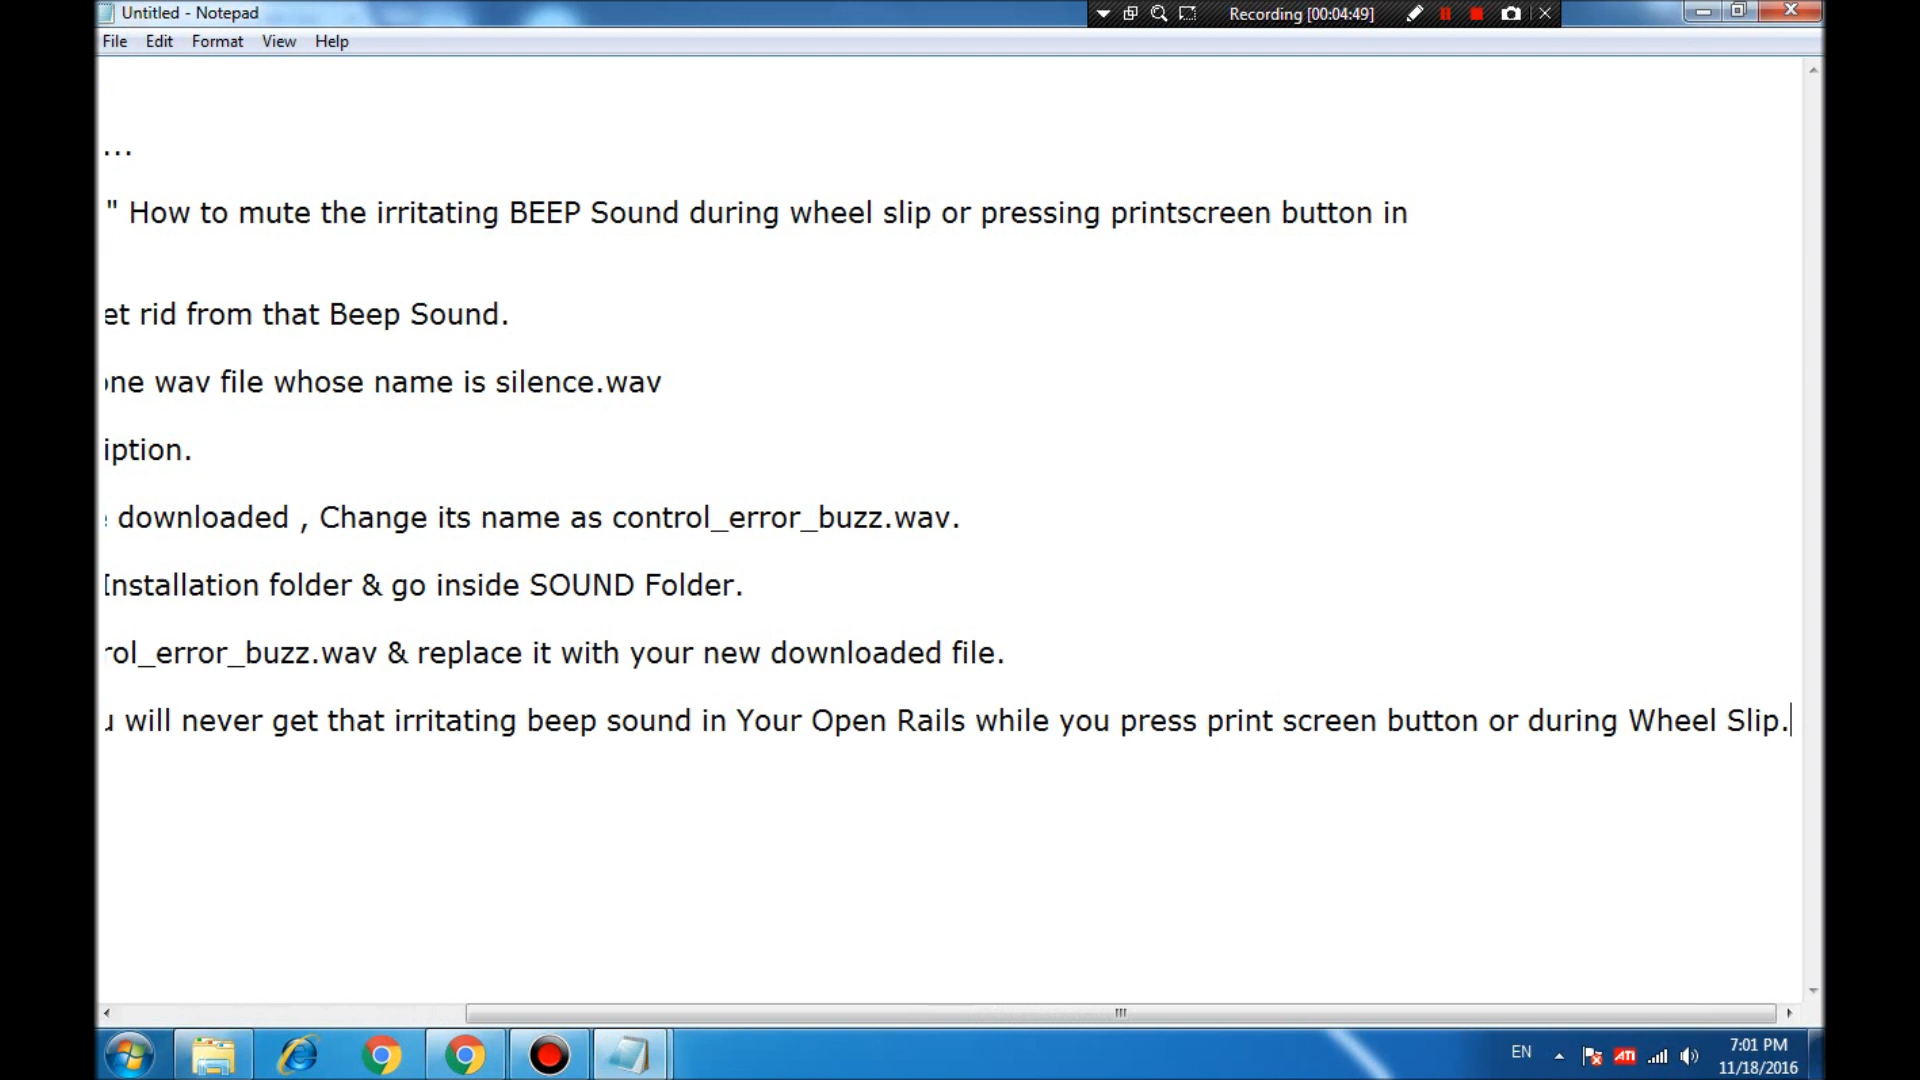 Untitled - Notepad
Recording [00:04:49]
File Edit Format View Help
...
" How to mute the irritating BEEP Sound during wheel slip or pressing printscreen button in
et rid from that Beep Sound.
one wav file whose name is silence.wav
iption.
downloaded , Change its name as control_error_buzz.wav.
Installation folder & go inside SOUND Folder.
rol_error_buzz.wav & replace it with your new downloaded file.
u will never get that irritating beep sound in Your Open Rails while you press print screen button or during Wheel Slip.
EN
ATI
7:01 PM
11/18/2016